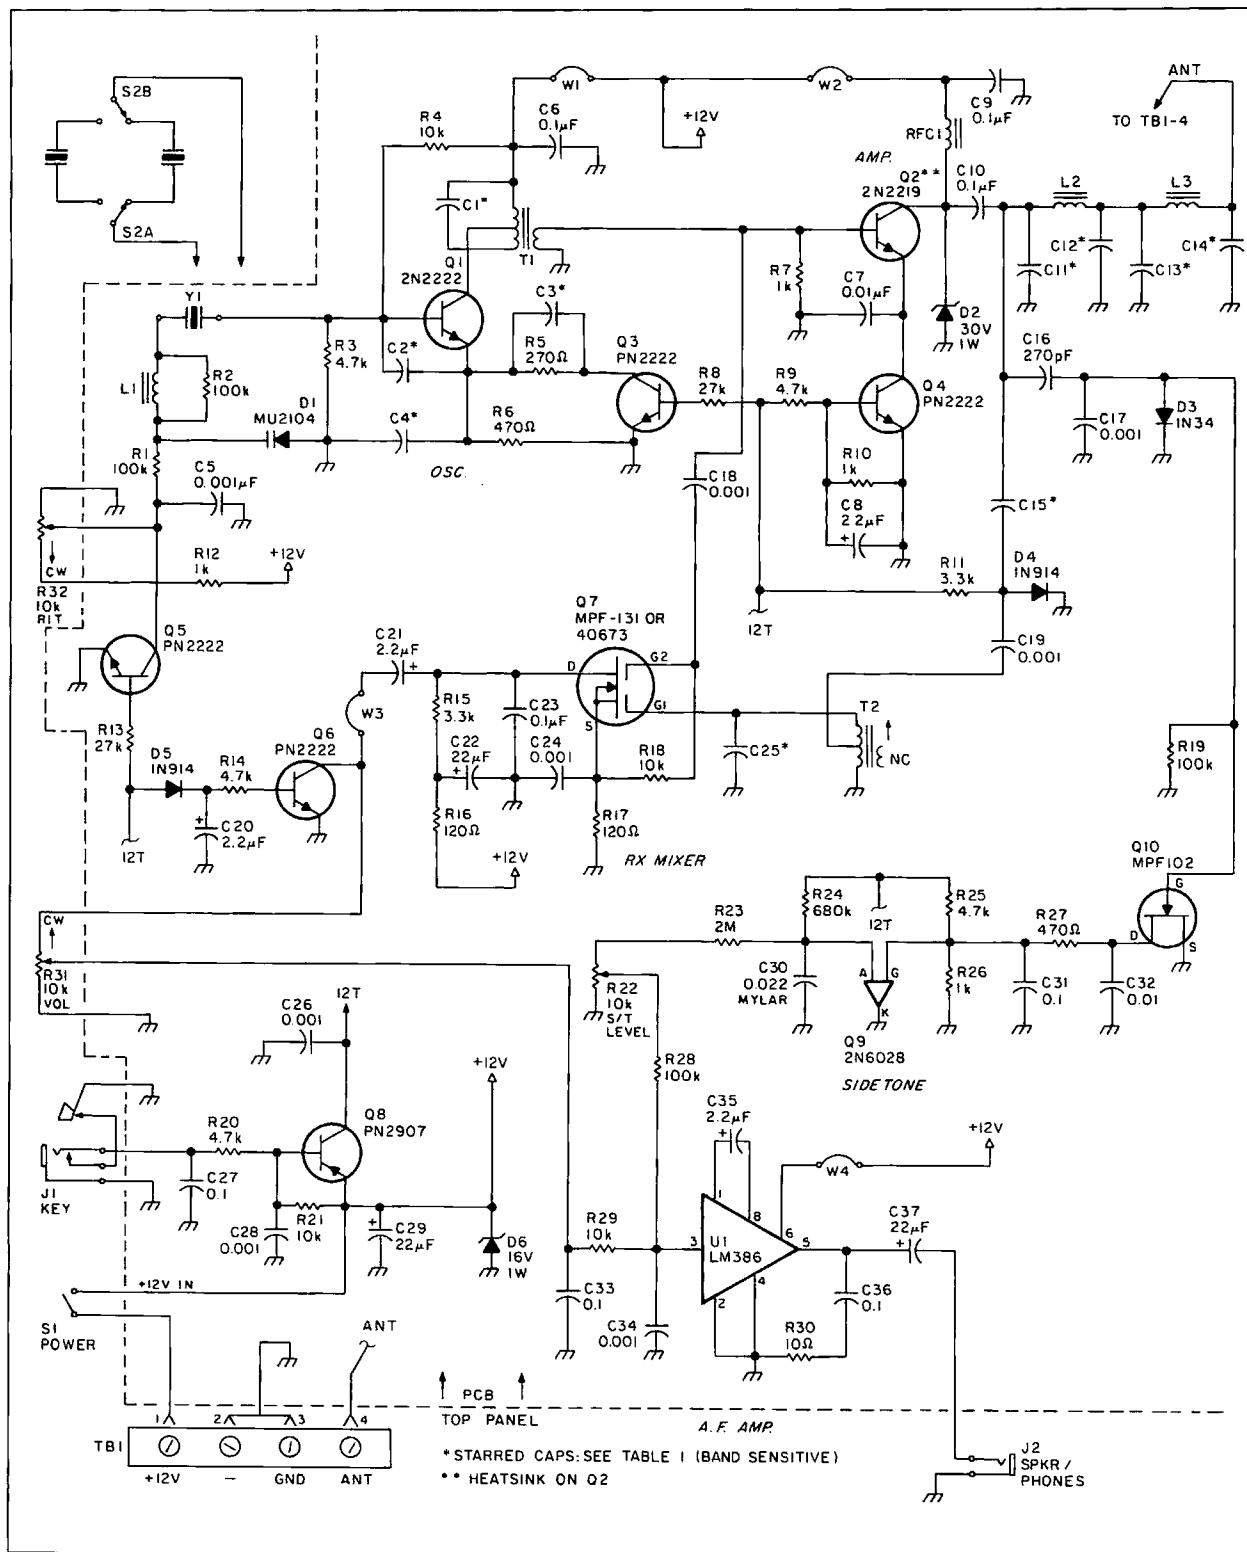 S2B
S2A
R4
10k
C6
0.1µF
W1
+12V
W2
C9
0.1µF
RFC1
ANT
TO TB1-4
AMP.
Q2**
2N2219
C10
0.1µF
L2
L3
C1*
T1
Q1
2N2222
C11*
C12*
C13*
C14*
R7
1k
C7
0.01µF
D2
30V
1W
Y1
R3
4.7k
C2*
C3*
R5
270Ω
Q3
PN2222
R8
27k
R9
4.7k
Q4
PN2222
C16
270pF
L1
R2
100k
D1
MU2104
C4*
R6
470Ω
C17
0.001
D3
1N34
R1
100k
C5
0.001µF
OSC.
C18
0.001
R10
1k
C8
2.2µF
C15*
CW
R32
10k
RIT
R12
1k
+12V
R11
3.3k
D4
1N914
12T
Q5
PN2222
Q7
MPF-131 OR
40673
C21
2.2µF
+
D
G2
G1
S
C19
0.001
W3
R15
3.3k
C23
0.1µF
T2
C22
22µF
C24
0.001
R18
10k
C25*
NC
R19
100k
R13
27k
D5
1N914
R14
4.7k
Q6
PN2222
C20
2.2µF
12T
R16
120Ω
+12V
R17
120Ω
RX MIXER
Q10
MPF102
G
D
S
CW
R31
10k
VOL
R23
2M
R24
680k
12T
R25
4.7k
R27
470Ω
R22
10k
S/T
LEVEL
C30
0.022
MYLAR
A
G
K
R26
1k
C31
0.1
C32
0.01
Q9
2N6028
SIDETONE
C26
0.001
12T
+12V
R28
100k
C35
2.2µF
R20
4.7k
Q8
PN2907
+12V
W4
J1
KEY
C27
0.1
C28
0.001
R21
10k
C29
22µF
D6
16V
1W
R29
10k
3
U1
LM386
1
8
6
5
4
2
C37
22µF
+12V IN
C33
0.1
C34
0.001
R30
10Ω
C36
0.1
S1
POWER
ANT
PCB
TOP PANEL
A.F. AMP.
1
2
3
4
TB1
+12V
−
GND
ANT
*STARRED CAPS: SEE TABLE 1 (BAND SENSITIVE)
** HEATSINK ON Q2
J2
SPKR/
PHONES